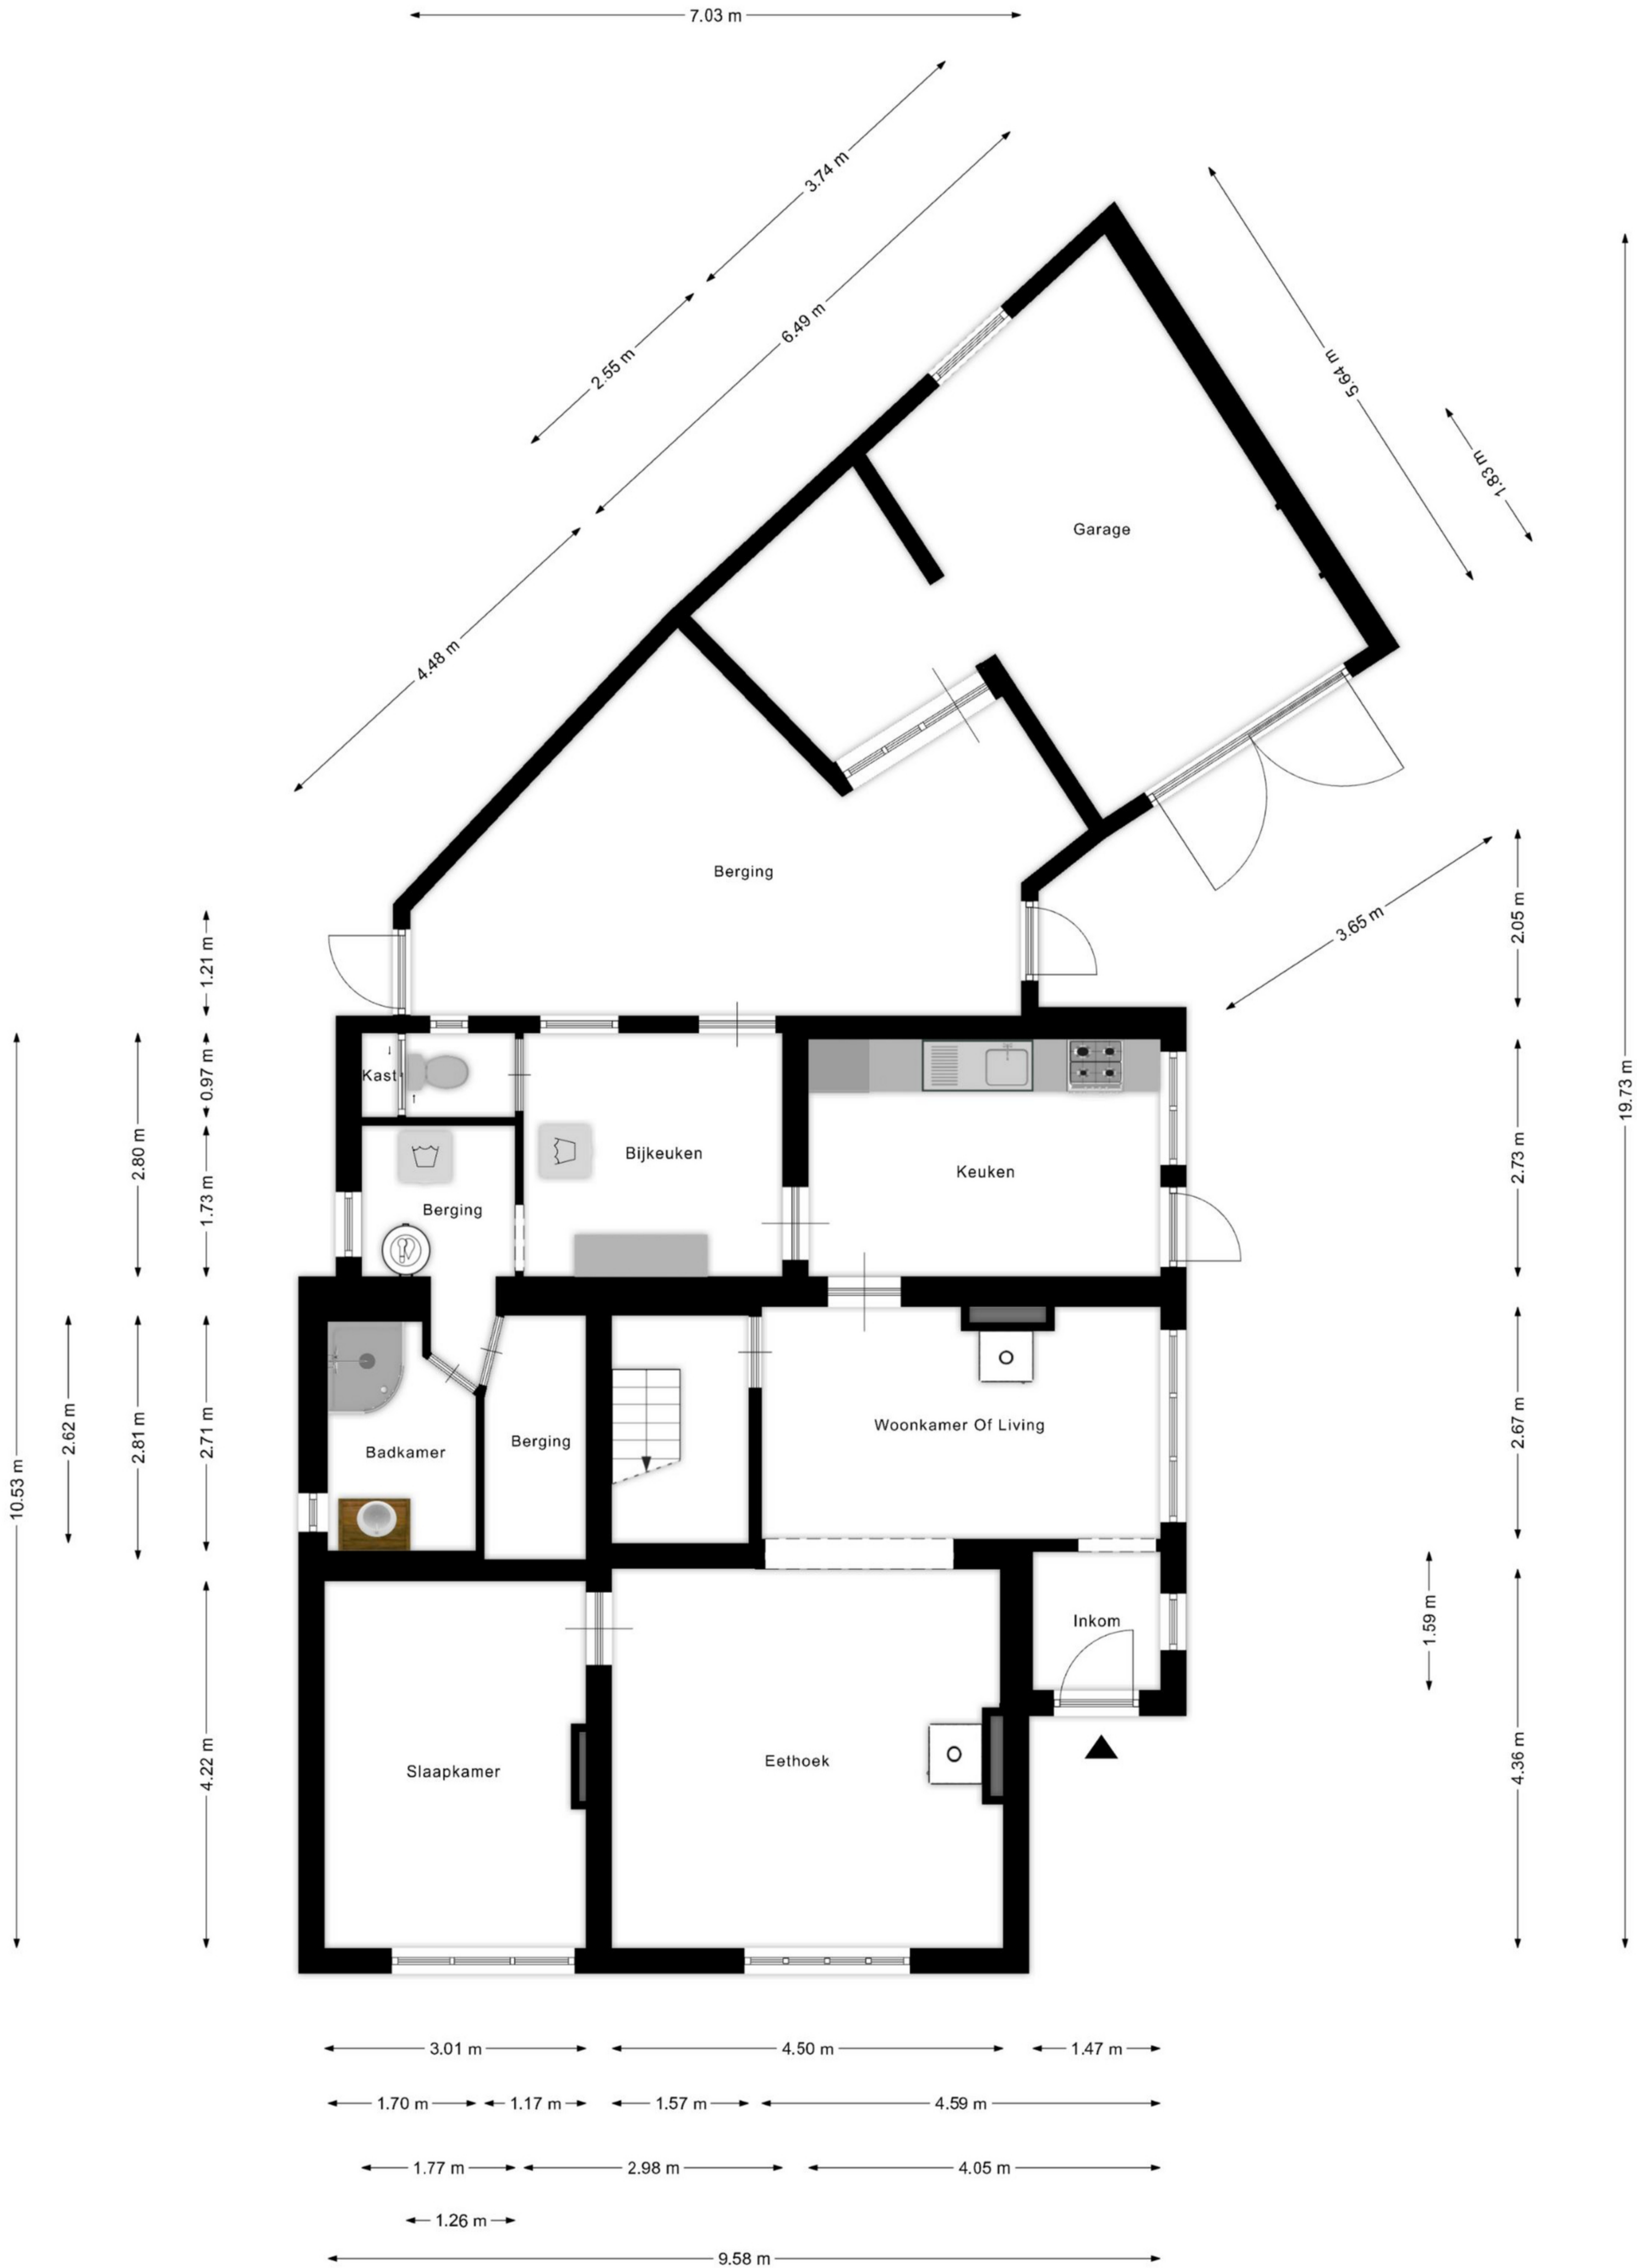 7.03 m
3.74 m
6.49 m
2.55 m
5.64 m
1.83 m
4.48 m
Garage
Berging
3.65 m
2.05 m
1.21 m
19.73 m
0.97 m
Kast
2.80 m
Bijkeuken
Keuken
2.73 m
1.73 m
Berging
10.53 m
2.62 m
2.81 m
2.71 m
Badkamer
Berging
Woonkamer Of Living
2.67 m
Inkom
1.59 m
4.22 m
Slaapkamer
Eethoek
4.36 m
3.01 m
4.50 m
1.47 m
1.70 m
1.17 m
1.57 m
4.59 m
1.77 m
2.98 m
4.05 m
1.26 m
9.58 m